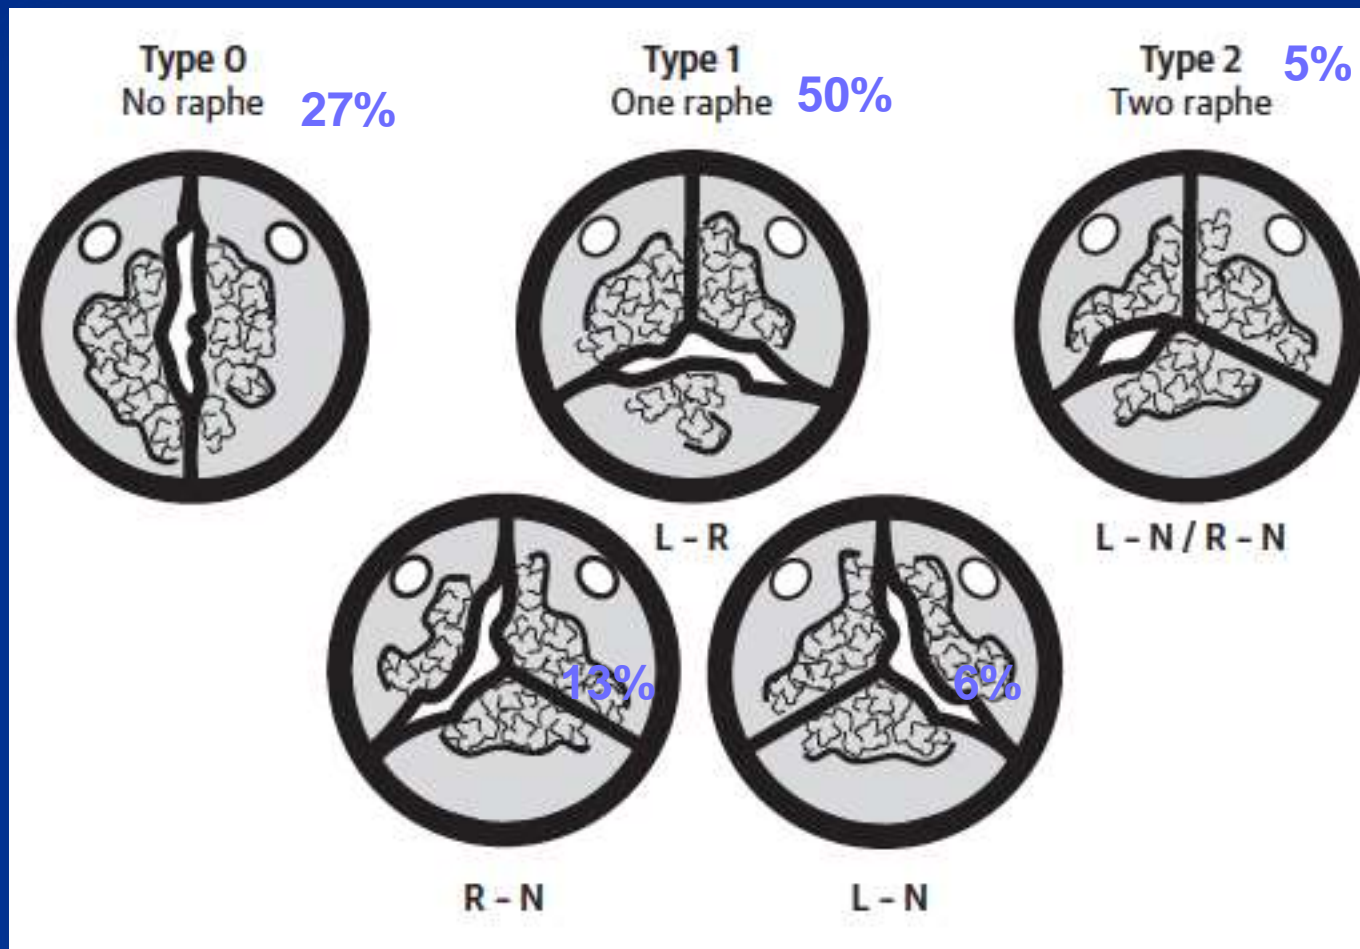 Type 0
No raphe
27%
Type 1
One raphe
50%
Type 2
Two raphe
5%
L - R
L - N / R - N
13%
6%
R - N
L - N